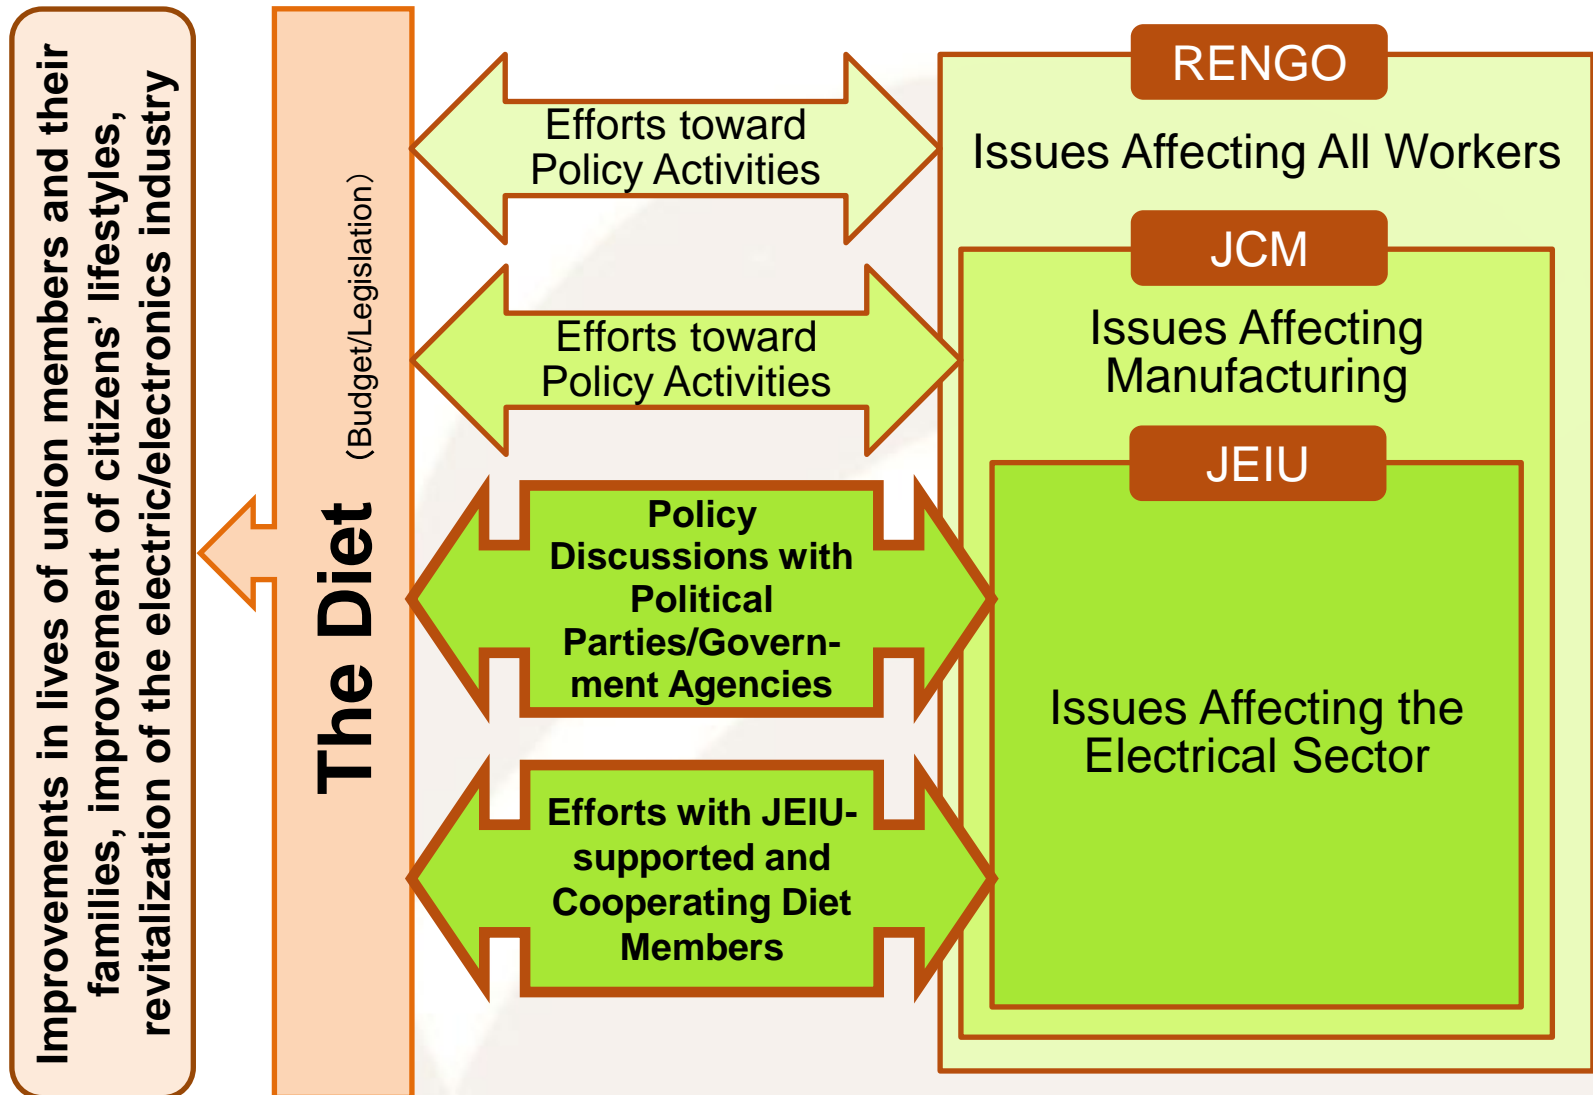 Improvements in lives of union members and their
families, improvement of citizens’ lifestyles,
revitalization of the electric/electronics industry
The Diet （Budget/Legislation）
Efforts toward
Policy Activities
Efforts toward
Policy Activities
Policy
Discussions with
Political
Parties/Govern-
ment Agencies
Efforts with JEIU-
supported and
Cooperating Diet
Members
RENGO
Issues Affecting All Workers
JCM
Issues Affecting
Manufacturing
JEIU
Issues Affecting the
Electrical Sector